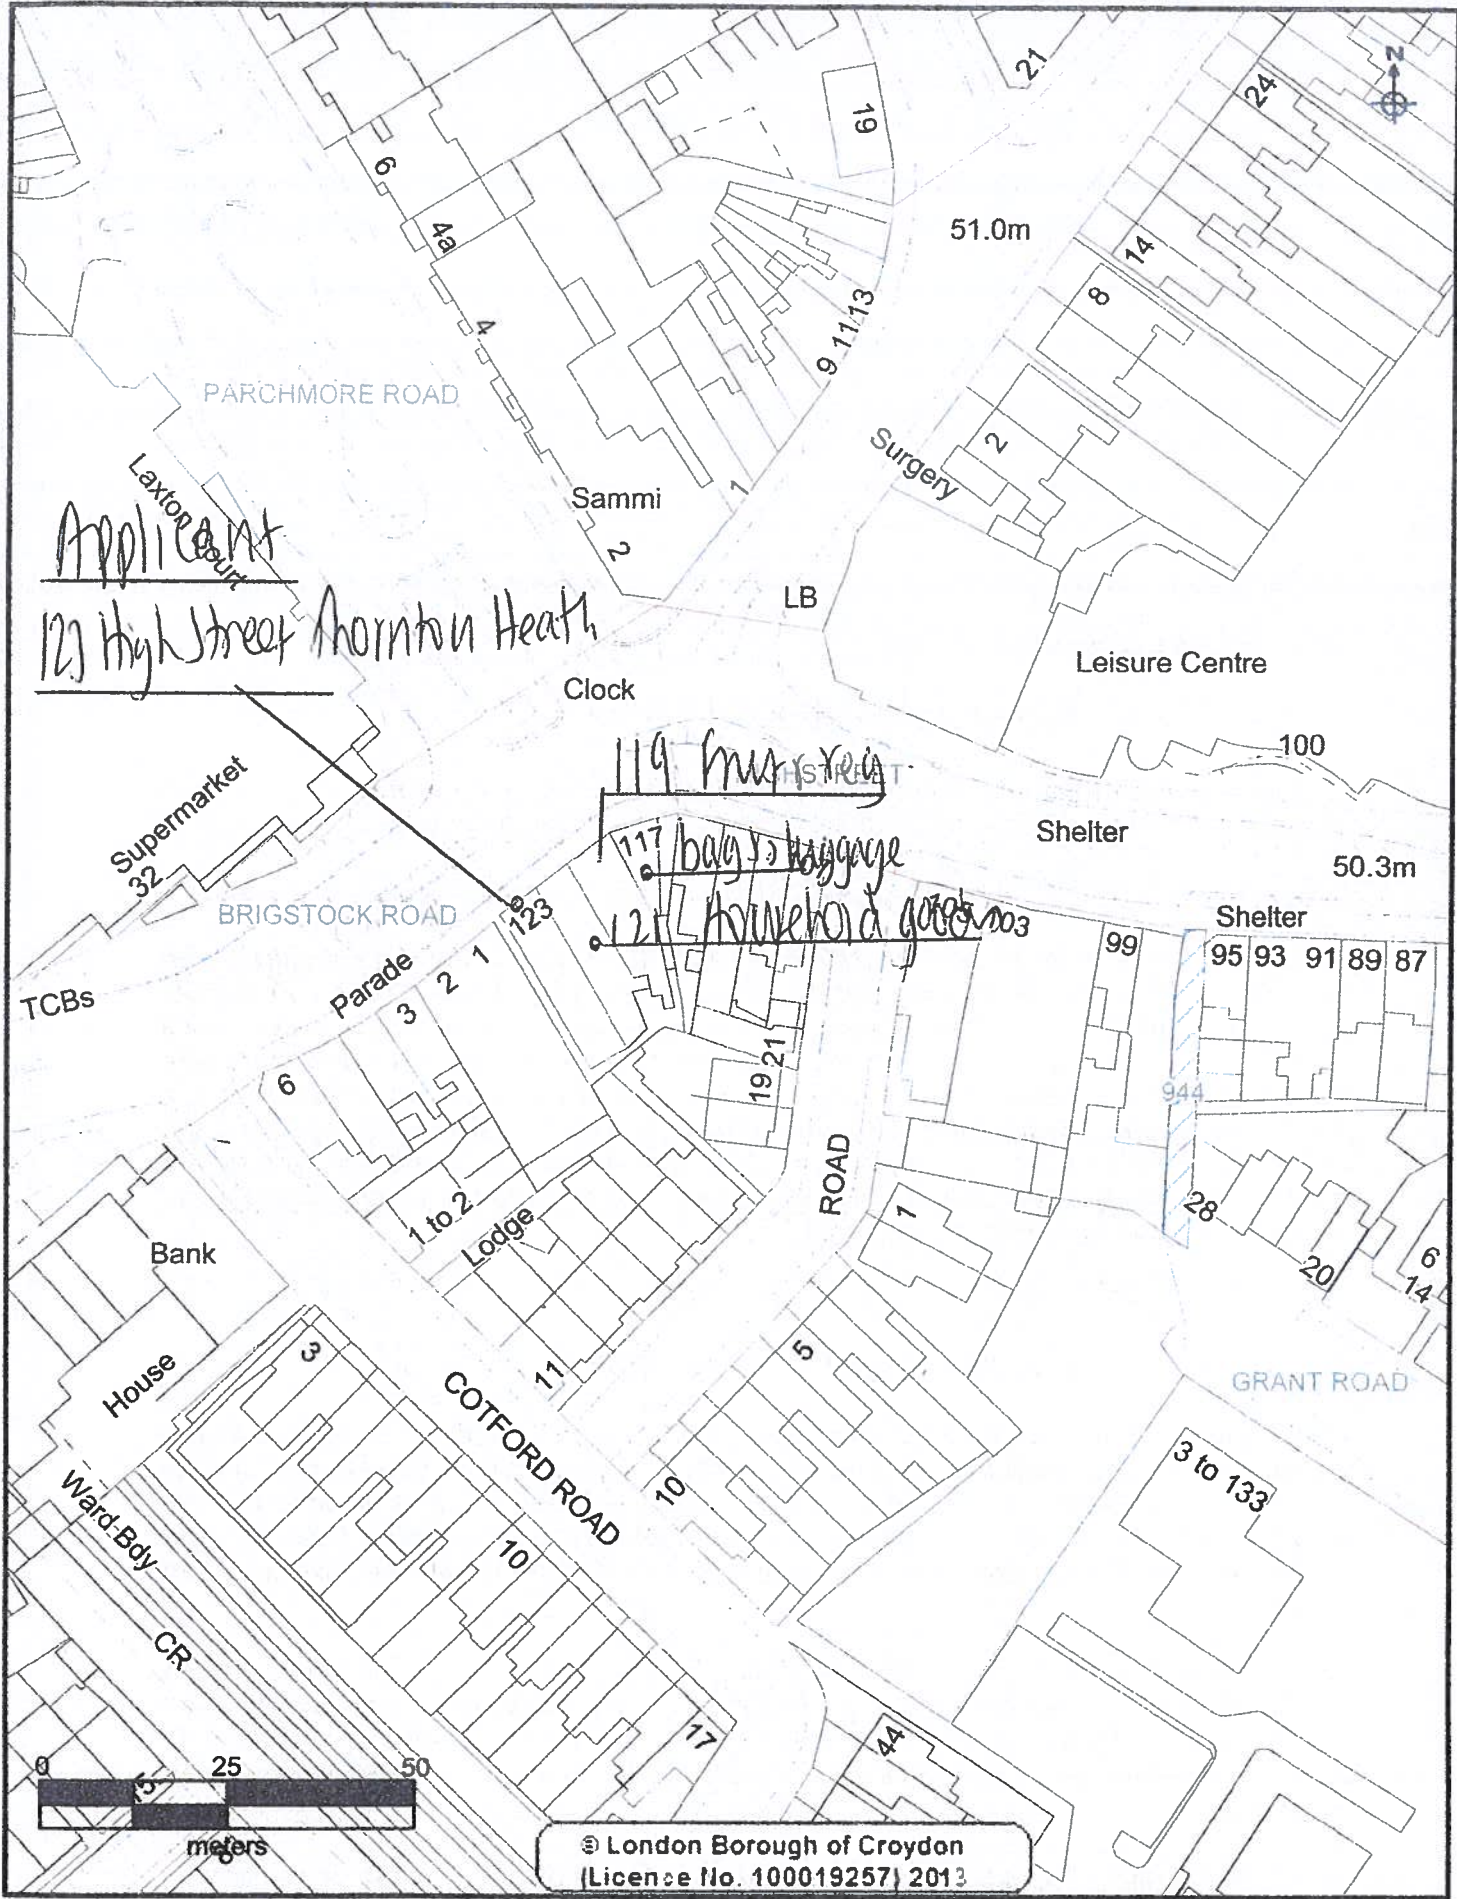 N
21
24
19
6
51.0m
4a
14
8
9 11 13
4
PARCHMORE ROAD
Surgery
2
Laxton Court
Sammi
1
Applicant
2
LB
123 High Street Thornton Heath
Leisure Centre
Clock
119
HIGH STREET
100
Supermarket
32
117
bags luggage
Shelter
50.3m
BRIGSTOCK ROAD
123
121 Household goods
103
99
Shelter
95 93 91 89 87
Parade
3 2 1
TCBs
6
19 21
944
ROAD
1 to 2
Lodge
1
28
20
6
14
Bank
House
3
11
5
COTFORD ROAD
GRANT ROAD
10
3 to 133
Ward Bdy
10
CR
17
44
0 25 50
15
meters
8
© London Borough of Croydon
(Licence No. 100019257) 2013